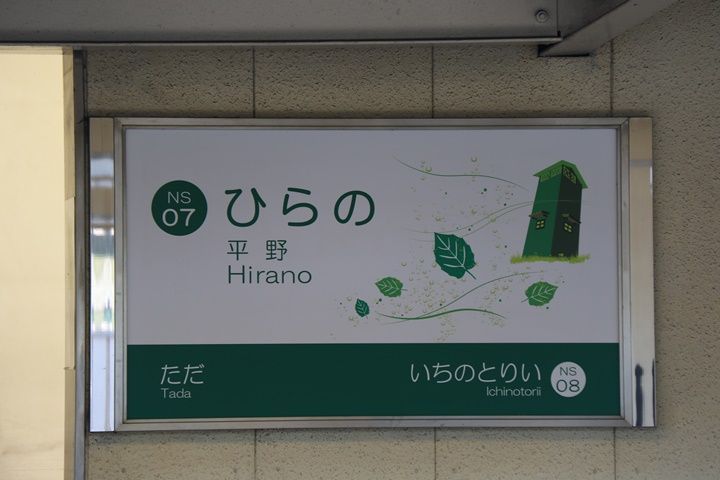 NS
07
ひらの
平野
Hirano
ただ
Tada
いちのとりい
Ichinotorii
NS
08